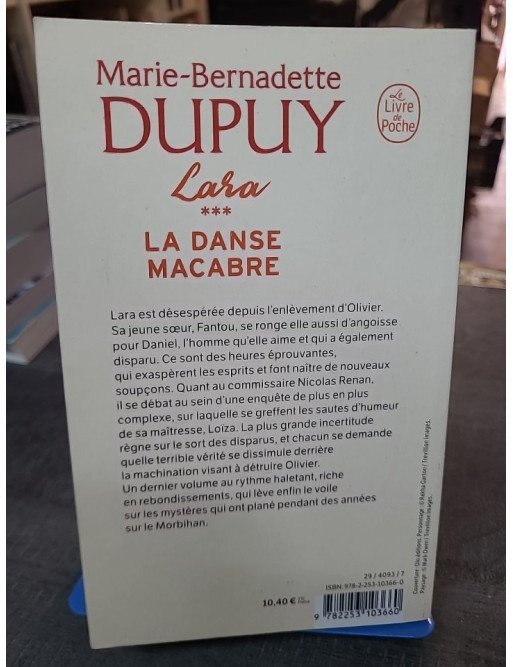 Marie-Bernadette
DUPUY
Le
Livre
de
Poche
Lara
***
LA DANSE
MACABRE
Lara est désespérée depuis l'enlèvement d'Olivier.
Sa jeune sœur, Fantou, se ronge elle aussi d'angoisse
pour Daniel, l'homme qu'elle aime et qui a également
disparu. Ce sont des heures éprouvantes,
qui exaspèrent les esprits et font naître de nouveaux
soupçons. Quant au commissaire Nicolas Renan,
il se débat au sein d'une enquête de plus en plus
complexe, sur laquelle se greffent les sautes d'humeur
de sa maîtresse, Loïza. La plus grande incertitude
règne sur le sort des disparus, et chacun se demande
quelle terrible vérité se dissimule derrière
la machination visant à détruire Olivier.
Un dernier volume au rythme haletant, riche
en rebondissements, qui lève enfin le voile
sur les mystères qui ont plané pendant des années
sur le Morbihan.
29 / 4093 / 7
ISBN: 978-2-253-10366-0
10,40 €
9 782253 103660